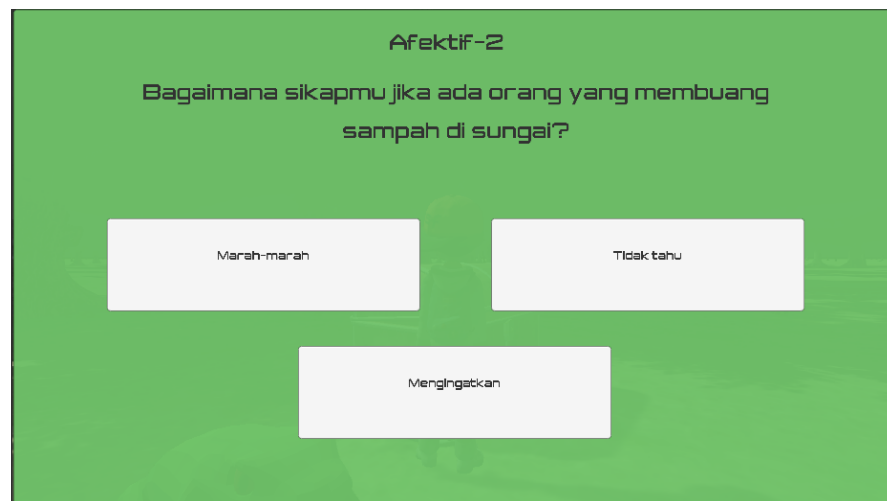 Afektif-2
Bagaimana sikapmu jika ada orang yang membuang
sampah di sungai?
Marah-marah
Tidak tahu
Mengingatkan